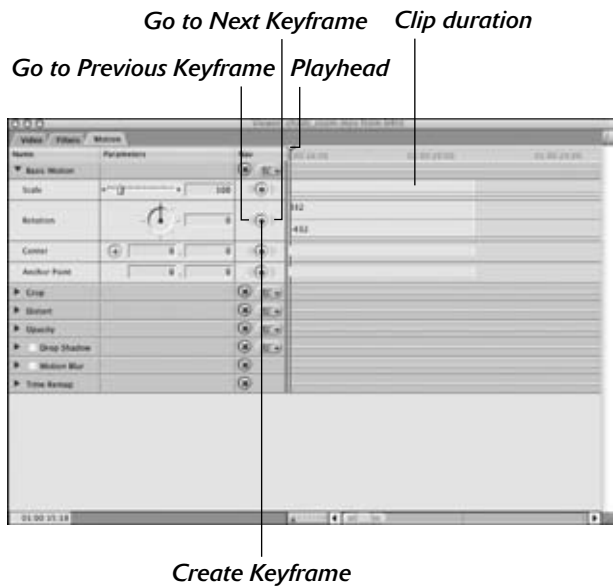 Go to Next Keyframe Clip duration
Go to Previous Keyframe Playhead
Video Filters Motion
Name Parameters Nav
Basic Motion
Scale 100
Rotation 0
Center 0 , 0
Anchor Point 0 , 0
Crop
Distort
Opacity
Drop Shadow
Motion Blur
Time Remap
Create Keyframe